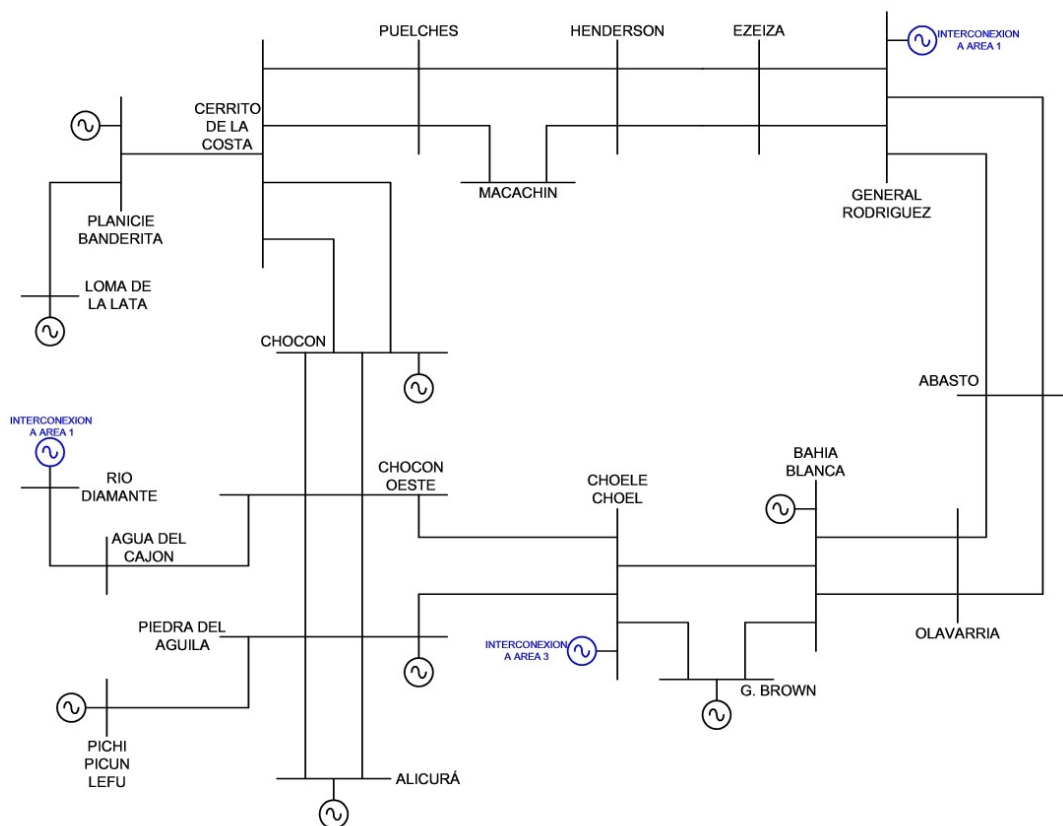 PUELCHES
HENDERSON
EZEIZA
INTERCONEXION
A AREA 1
CERRITO
DE LA
COSTA
MACACHIN
GENERAL
RODRIGUEZ
PLANICIE
BANDERITA
LOMA DE
LA LATA
CHOCON
ABASTO
INTERCONEXION
A AREA 1
RIO
DIAMANTE
CHOCON
OESTE
CHOELE
CHOEL
BAHIA
BLANCA
AGUA DEL
CAJON
PIEDRA DEL
AGUILA
INTERCONEXION
A AREA 3
OLAVARRIA
G. BROWN
PICHI
PICUN
LEFU
ALICURÁ